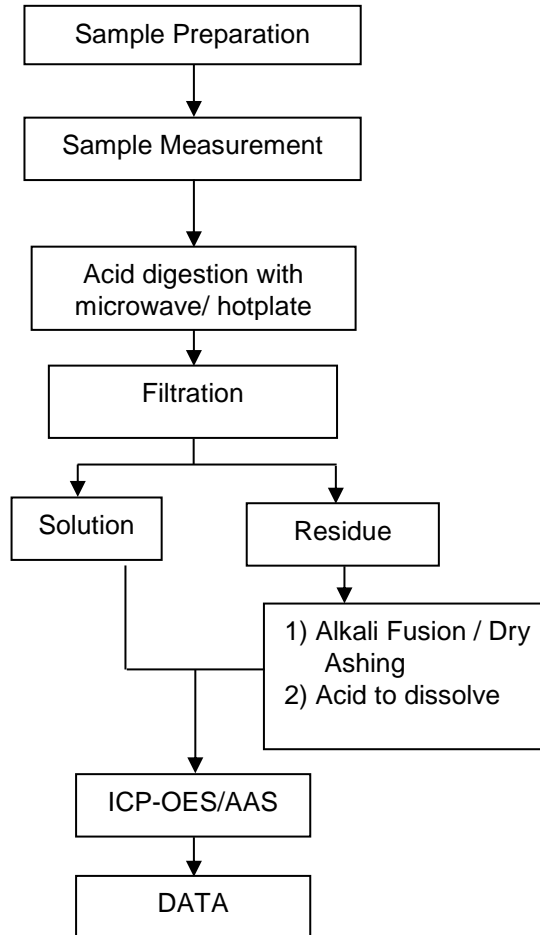 Sample Preparation
Sample Measurement
Acid digestion with
microwave/ hotplate
Filtration
Solution
Residue
1) Alkali Fusion / Dry
Ashing
2) Acid to dissolve
ICP-OES/AAS
DATA